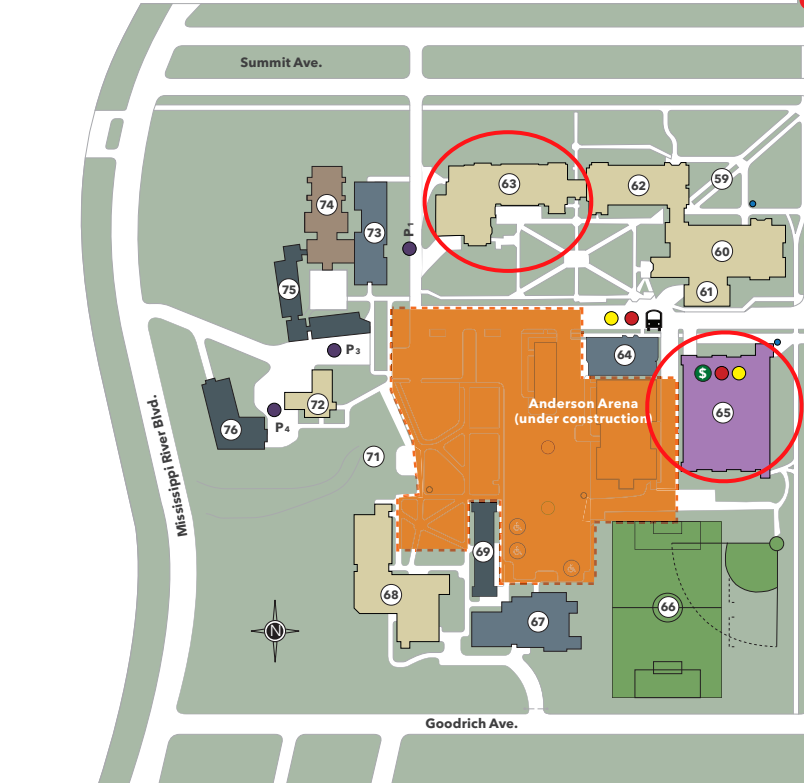 Summit Ave.
63
62
59
74
73
P1
60
75
61
P3
64
$
Anderson Arena
(under construction)
65
72
76
P4
71
Mississippi River Blvd.
69
68
66
67
N
Goodrich Ave.